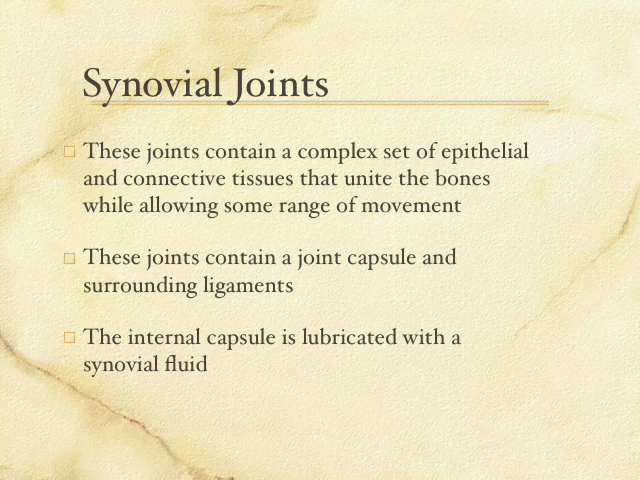 Synovial Joints
These joints contain a complex set of epithelial
and connective tissues that unite the bones
while allowing some range of movement
These joints contain a joint capsule and
surrounding ligaments
The internal capsule is lubricated with a
synovial fluid